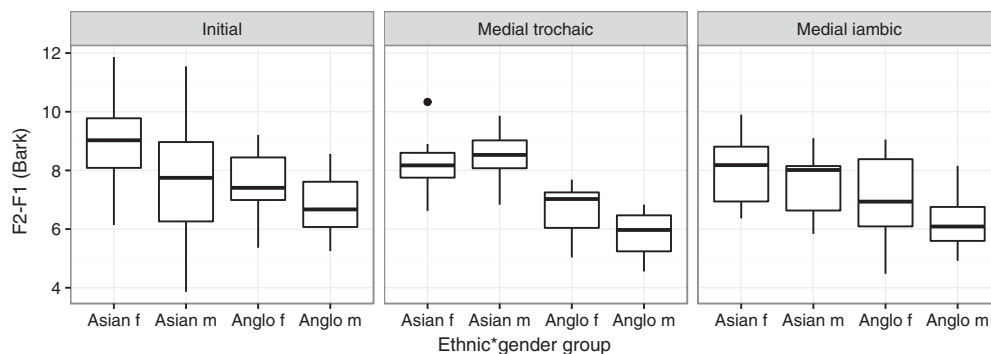 Initial Medial trochaic Medial iambic
12
10
8
6
4
F2-F1 (Bark)
Asian f Asian m Anglo f Anglo m Asian f Asian m Anglo f Anglo m Asian f Asian m Anglo f Anglo m
Ethnic*gender group